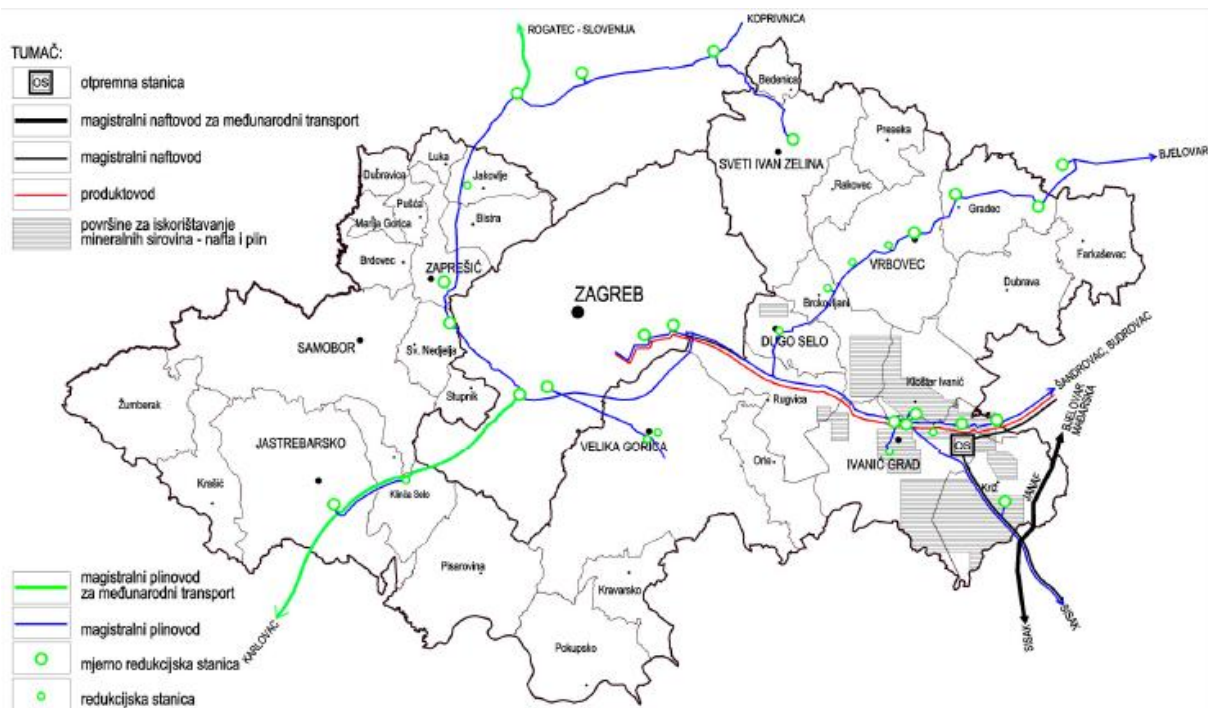 TUMAČ:
OS
otpremna stanica
magistralni naftovod za međunarodni transport
magistralni naftovod
produktovod
površine za iskorištavanje
mineralnih sirovina - nafta i plin
ROGATEC - SLOVENIJA
KOPRIVNICA
Bedenica
Preseka
SVETI IVAN ZELINA
BJELOVAR
Luka
Dubravica
Jakovlje
Rakovec
Pušća
Gradec
Marija Gorica
Bistra
Farkaševac
Brdovec
ZAPREŠIĆ
VRBOVEC
Dubrava
ZAGREB
Brckovljani
DUGO SELO
SAMOBOR
Sv. Nedjelja
ŠANDROVAC, BUDROVAC
Kloštar Ivanić
Stupnik
Žumberak
Rugvica
BJELOVAR
MAĐARSKA
JASTREBARSKO
VELIKA GORICA
OS
IVANIĆ GRAD
Orle
Križ
JANAF
Krašić
Klinča Selo
Pisarovina
Kravarsko
SISAK
SISAK
KARLOVAC
Pokupsko
magistralni plinovod
za međunarodni transport
magistralni plinovod
mjerno redukcijska stanica
redukcijska stanica